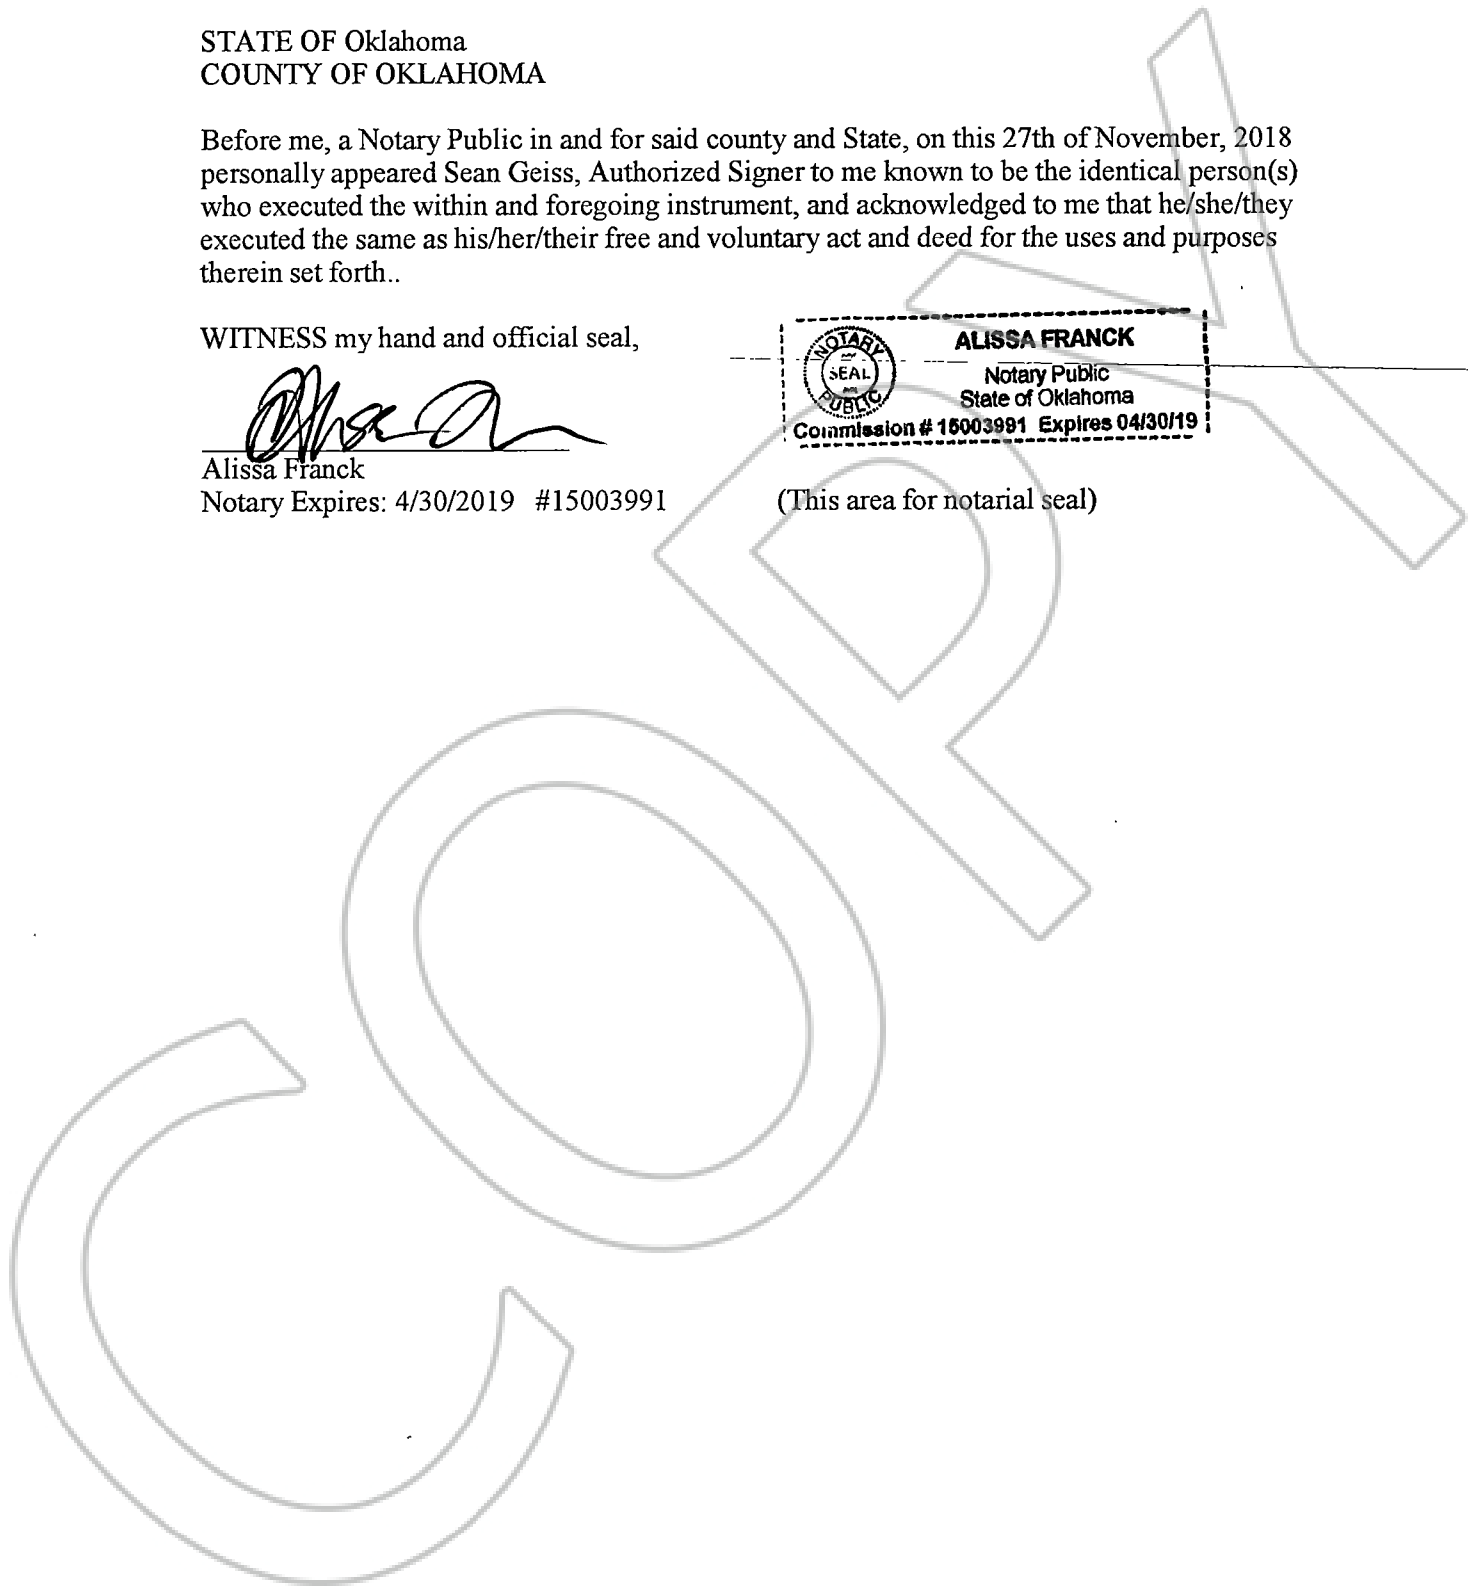 STATE OF Oklahoma
COUNTY OF OKLAHOMA
Before me, a Notary Public in and for said county and State, on this 27th of November, 2018
personally appeared Sean Geiss, Authorized Signer to me known to be the identical person(s)
who executed the within and foregoing instrument, and acknowledged to me that he/she/they
executed the same as his/her/their free and voluntary act and deed for the uses and purposes
therein set forth..
WITNESS my hand and official seal,
NOTARY
SEAL
PUBLIC
ALISSA FRANCK
Notary Public
State of Oklahoma
Commission # 15003991 Expires 04/30/19
Alissa Franck
Notary Expires: 4/30/2019 #15003991
(This area for notarial seal)
COPY